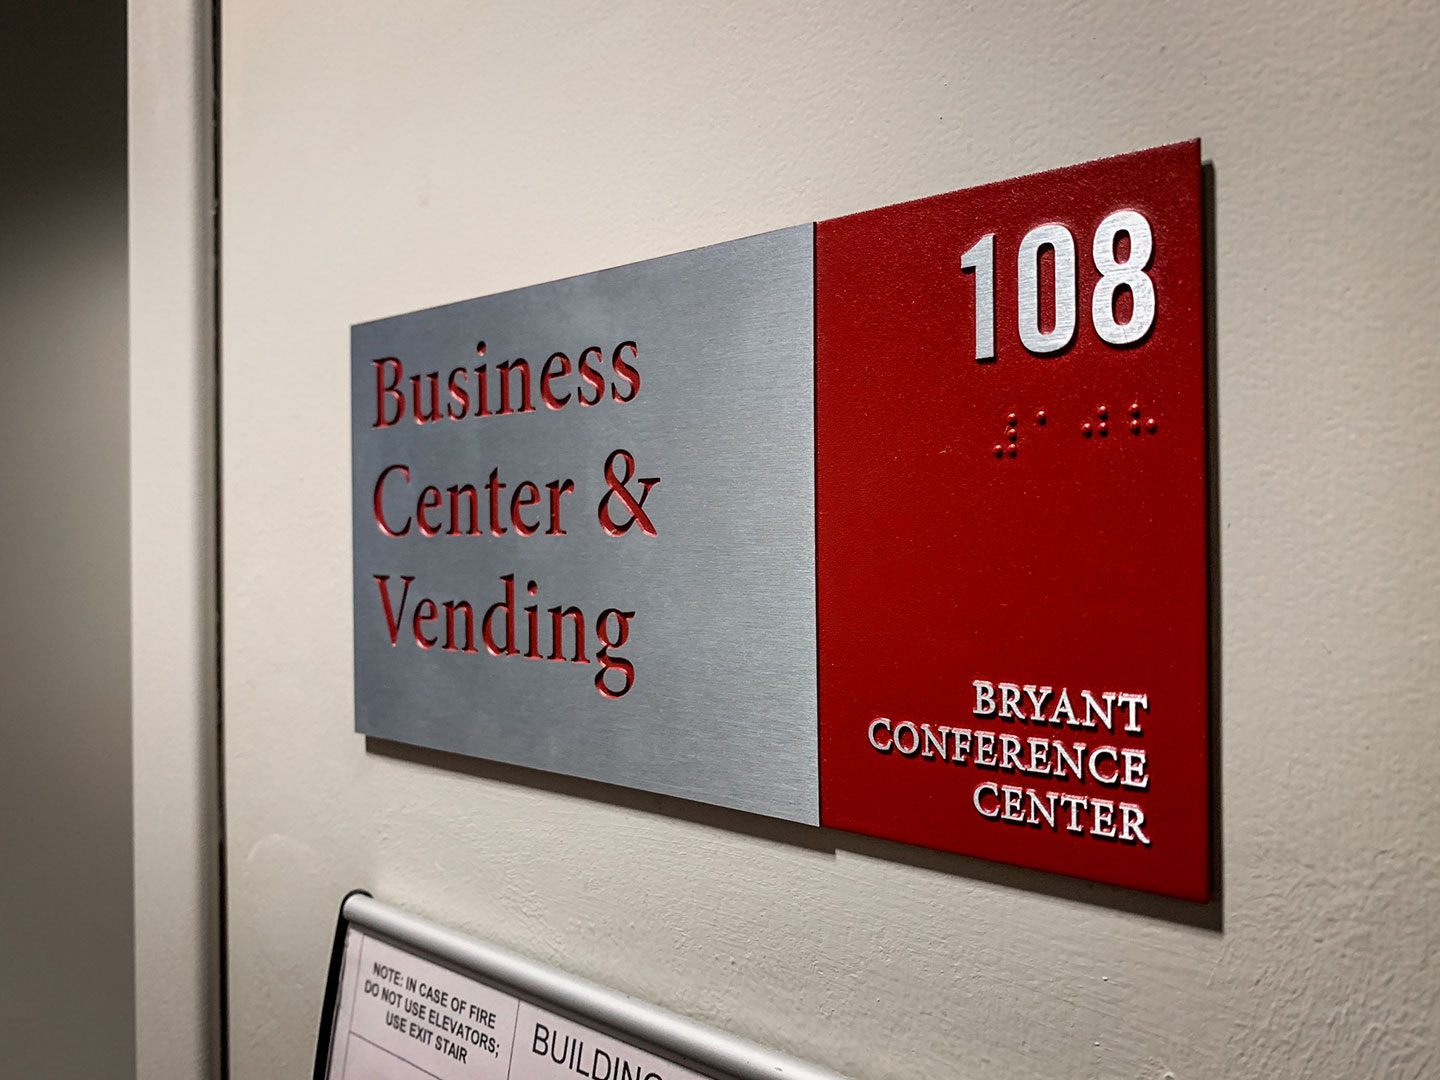 Business
Center &
Vending
108
⠼⠁⠚⠓
BRYANT
CONFERENCE
CENTER
NOTE: IN CASE OF FIRE
DO NOT USE ELEVATORS;
USE EXIT STAIR
BUILDING